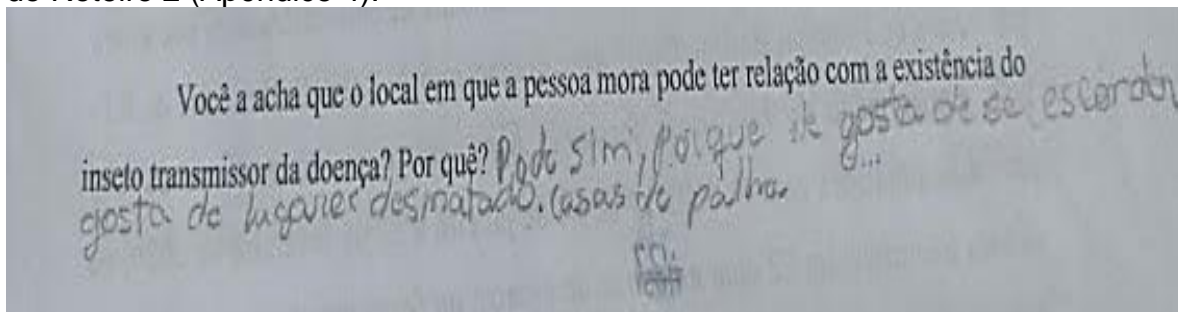 do Roteiro 2 (Apêndice 4).
Você a acha que o local em que a pessoa mora pode ter relação com a existência do
inseto transmissor da doença? Por quê? Pode sim, porque ele gosta de se esconder
gosta de lugares desmatado. Casas de palha.